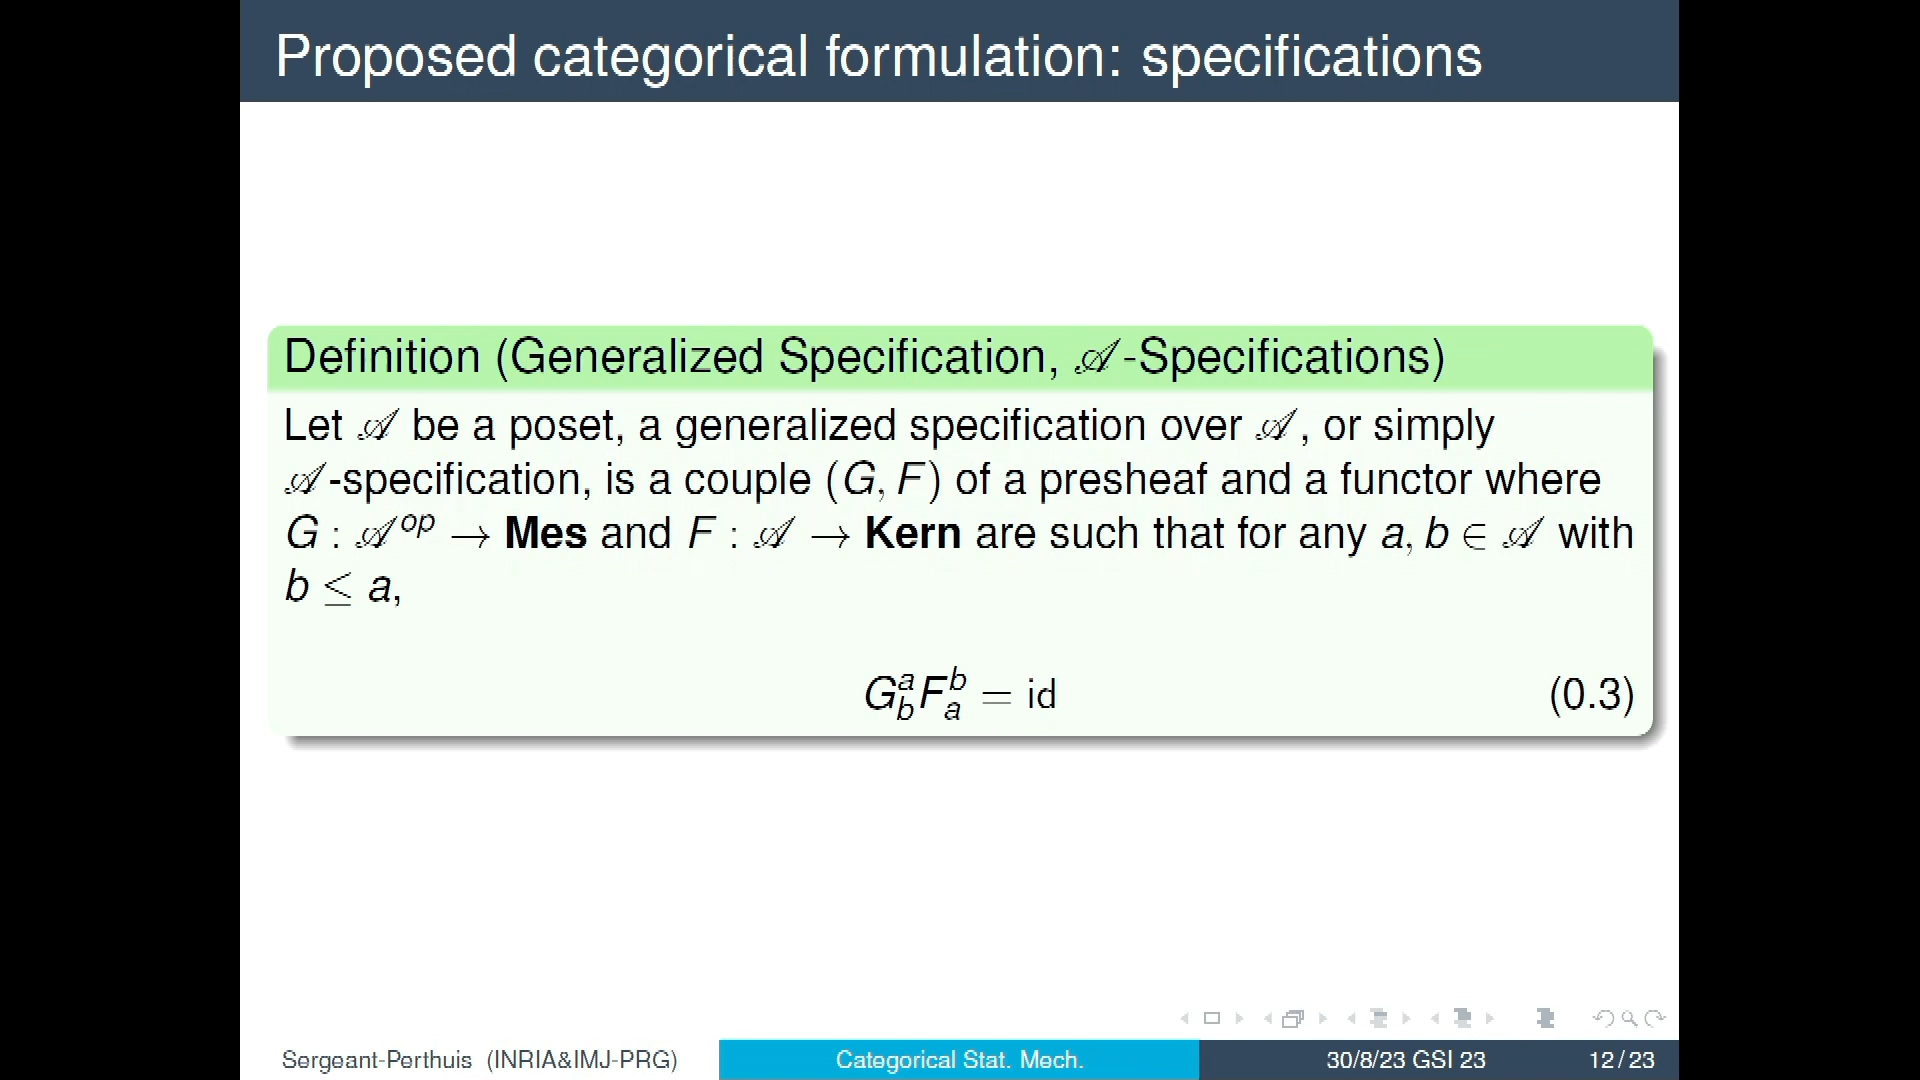 Proposed categorical formulation: specifications
Definition (Generalized Specification, 𝒜-Specifications)
Let 𝒜 be a poset, a generalized specification over 𝒜, or simply
𝒜-specification, is a couple (G, F) of a presheaf and a functor where
G : 𝒜^op → Mes and F : 𝒜 → Kern are such that for any a, b ∈ 𝒜 with
b ≤ a,
G^a_b F^b_a = id (0.3)
Sergeant-Perthuis (INRIA&IMJ-PRG) Categorical Stat. Mech. 30/8/23 GSI 23 12 / 23